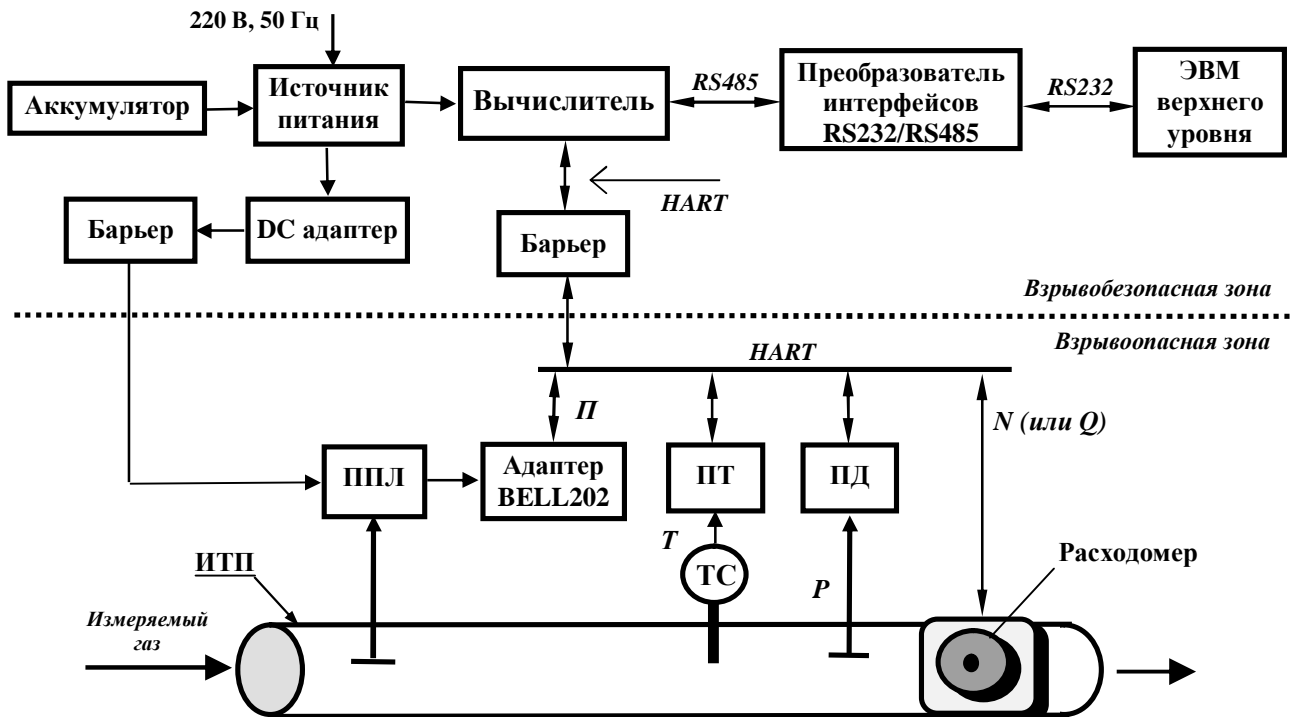 220 В, 50 Гц
Аккумулятор
Источник
питания
Вычислитель
RS485
Преобразователь
интерфейсов
RS232/RS485
RS232
ЭВМ
верхнего
уровня
HART
Барьер
DC адаптер
Барьер
Взрывобезопасная зона
Взрывоопасная зона
HART
П
N (или Q)
ППЛ
Адаптер
BELL202
ПТ
ПД
Т
ТС
Р
Расходомер
ИТП
Измеряемый
газ